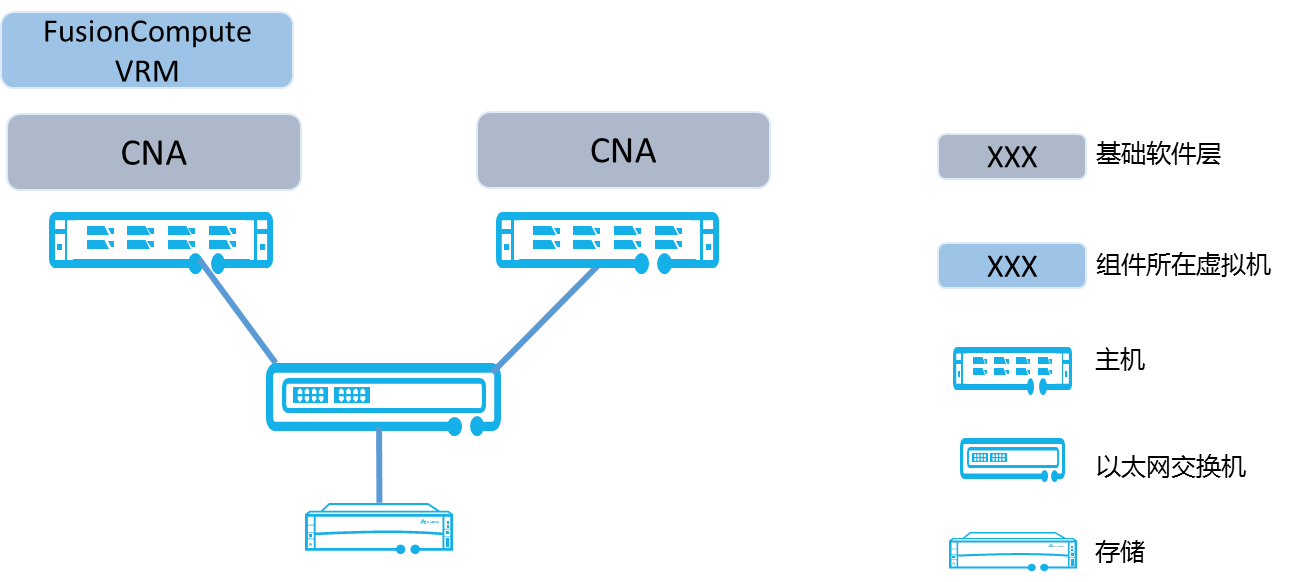 FusionCompute
VRM
CNA
CNA
XXX
基础软件层
XXX
组件所在虚拟机
主机
以太网交换机
存储